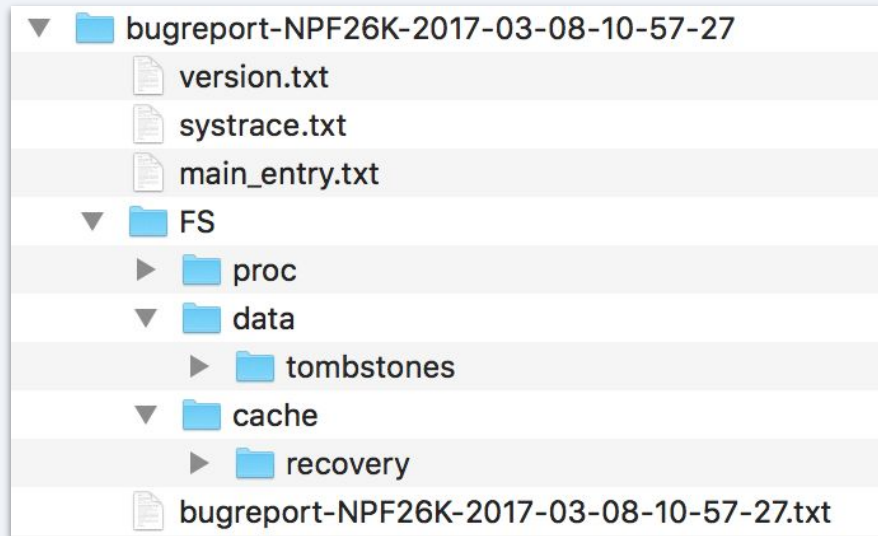 bugreport-NPF26K-2017-03-08-10-57-27
version.txt
systrace.txt
main_entry.txt
FS
proc
data
tombstones
cache
recovery
bugreport-NPF26K-2017-03-08-10-57-27.txt